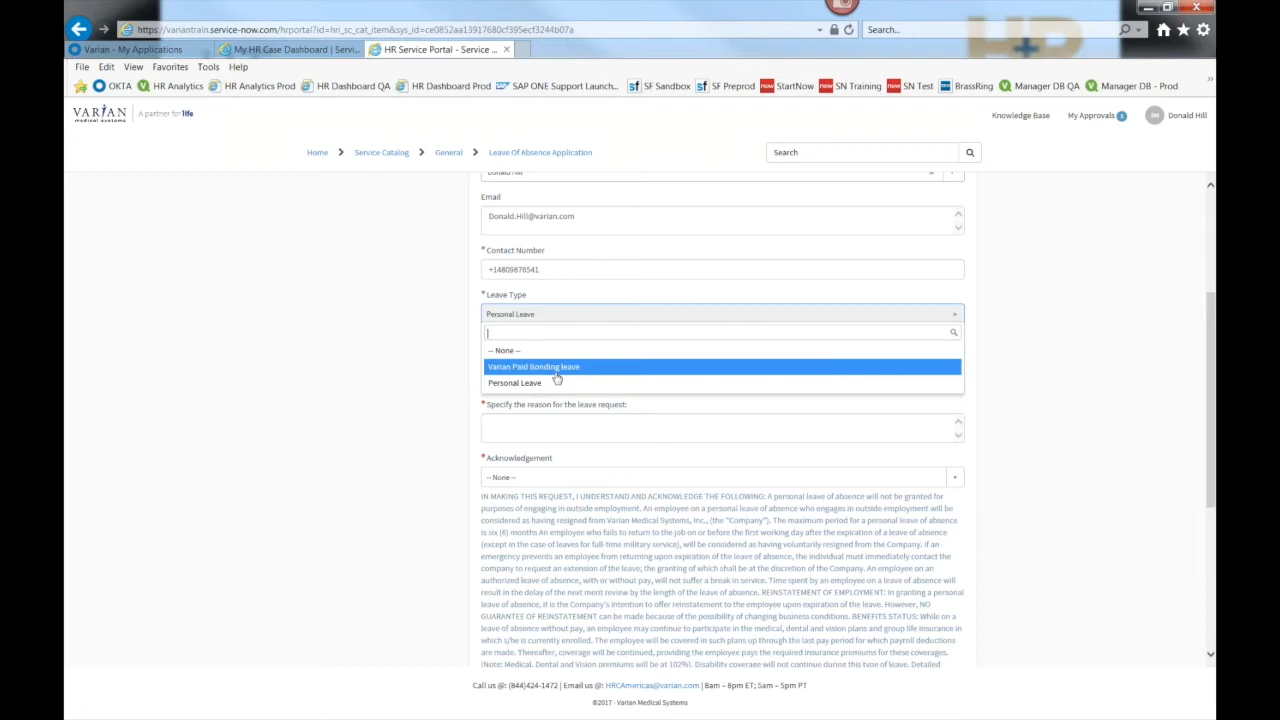 https://variantrain.service-now.com/hrportal?id=hri_sc_cat_item&sys_id=ce0852aa13917680cf395ecf3244b07a
Search...
Varian - My Applications
My HR Case Dashboard | Servi...
HR Service Portal - Service ...
File Edit View Favorites Tools Help
OKTA HR Analytics HR Analytics Prod HR Dashboard QA HR Dashboard Prod SAP ONE Support Launch... SF Sandbox SF Preprod StartNow SN Training SN Test BrassRing Manager DB QA Manager DB - Prod
VARIAN
medical systems
A partner for life
Knowledge Base My Approvals 3 DH Donald Hill
Home Service Catalog General Leave Of Absence Application
Search
Donald Hill
Email
Donald.Hill@varian.com
* Contact Number
+14809876541
* Leave Type
Personal Leave
-- None --
Varian Paid Bonding leave
Personal Leave
* Specify the reason for the leave request:
* Acknowledgement
-- None --
IN MAKING THIS REQUEST, I UNDERSTAND AND ACKNOWLEDGE THE FOLLOWING: A personal leave of absence will not be granted for
purposes of engaging in outside employment. An employee on a personal leave of absence who engages in outside employment will be
considered as having resigned from Varian Medical Systems, Inc., (the "Company"). The maximum period for a personal leave of absence
is six (6) months An employee who fails to return to the job on or before the first working day after the expiration of a leave of absence
(except in the case of leaves for full-time military service), will be considered as having voluntarily resigned from the Company. If an
emergency prevents an employee from returning upon expiration of the leave of absence, the individual must immediately contact the
company to request an extension of the leave; the granting of which shall be at the discretion of the Company. An employee on an
authorized leave of absence, with or without pay, will not suffer a break in service. Time spent by an employee on a leave of absence will
result in the delay of the next merit review by the length of the leave of absence. REINSTATEMENT OF EMPLOYMENT: In granting a personal
leave of absence, it is the Company's intention to offer reinstatement to the employee upon expiration of the leave. However, NO
GUARANTEE OF REINSTATEMENT can be made because of the possibility of changing business conditions. BENEFITS STATUS: While on a
leave of absence without pay, an employee may continue to participate in the medical, dental and vision plans and group life insurance in
which s/he is currently enrolled. The employee will be covered in such plans up through the last pay period for which payroll deductions
are made. Thereafter, coverage will be continued, providing the employee pays the required insurance premiums for these coverages.
(Note; Medical, Dental and Vision premiums will be at 102%). Disability coverage will not continue during this type of leave. Detailed
Call us @: (844)424-1472 | Email us @: HRCAmericas@varian.com | 8am – 8pm ET; 5am – 5pm PT
©2017 - Varian Medical Systems